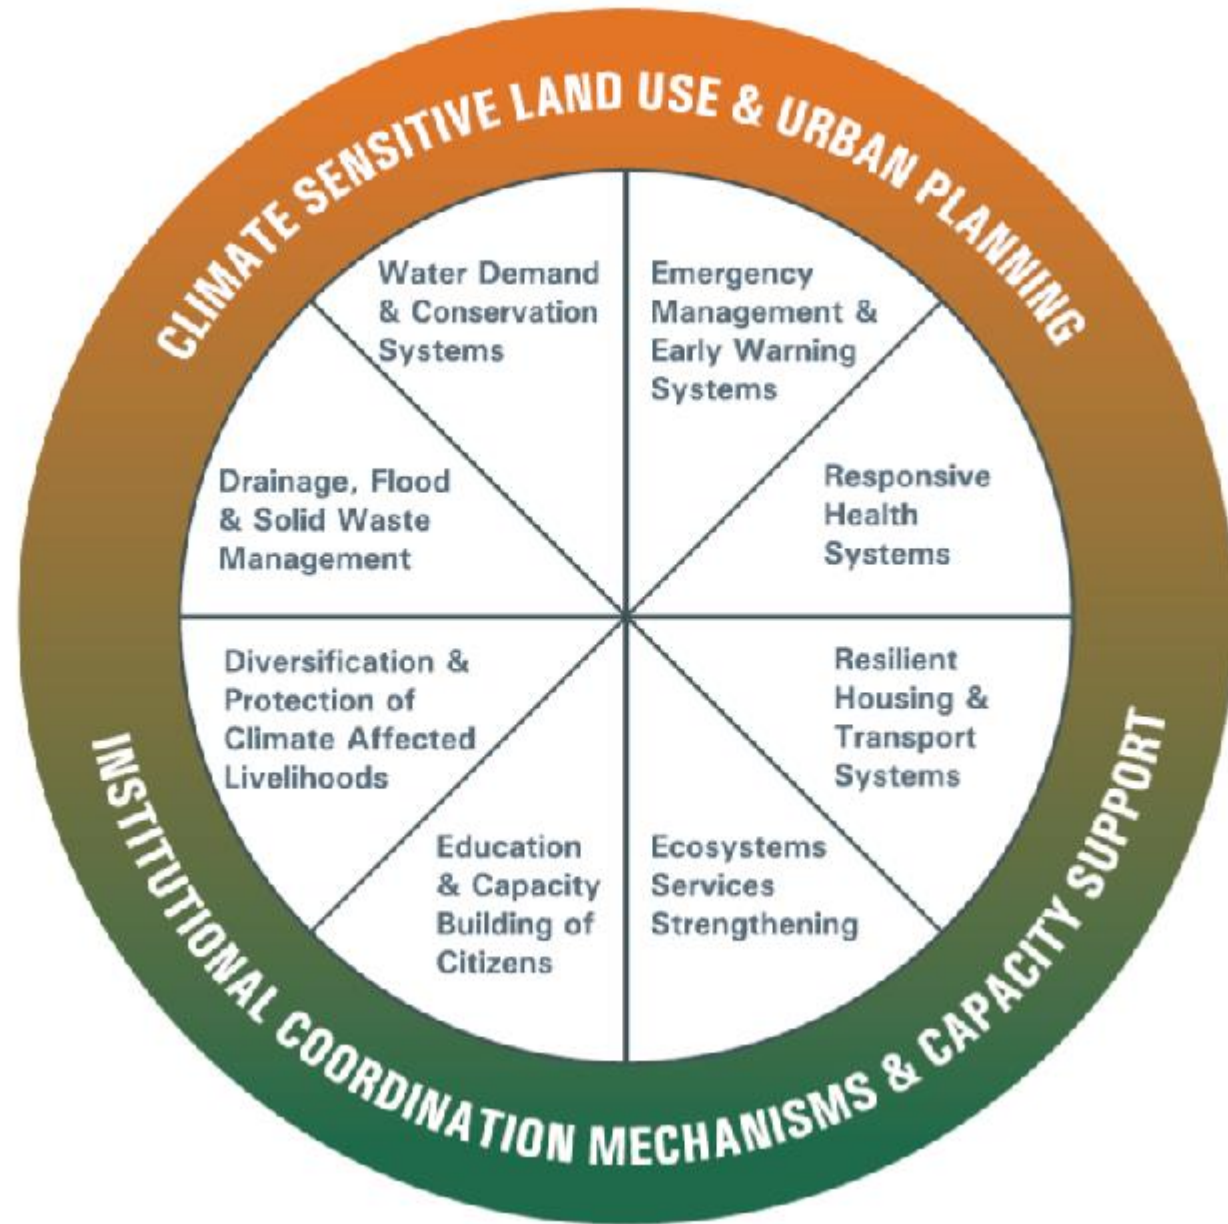 CLIMATE SENSITIVE LAND USE & URBAN PLANNING
Water Demand
& Conservation
Systems
Emergency
Management &
Early Warning
Systems
Responsive
Health
Systems
Resilient
Housing &
Transport
Systems
Ecosystems
Services
Strengthening
Education
& Capacity
Building of
Citizens
Diversification &
Protection of
Climate Affected
Livelihoods
Drainage, Flood
& Solid Waste
Management
INSTITUTIONAL COORDINATION MECHANISMS & CAPACITY SUPPORT